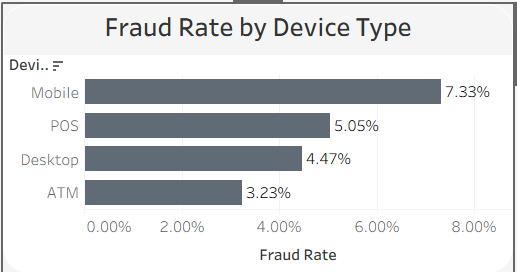 Fraud Rate by Device Type
Devi..
Mobile 7.33%
POS 5.05%
Desktop 4.47%
ATM 3.23%
0.00% 2.00% 4.00% 6.00% 8.00%
Fraud Rate